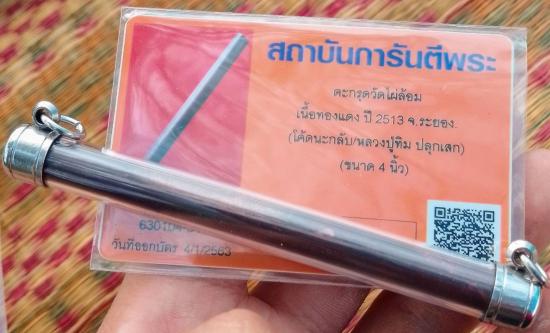 สถาบันการันตีพระ
ตะกรุดวัดไผ่ล้อม
เนื้อทองแดง ปี 2513 จ.ระยอง.
(โค้ดนะกลับ/หลวงปู่ทิม ปลุกเสก)
(ขนาด 4 นิ้ว)
วันที่ออกบัตร 4/1/2563